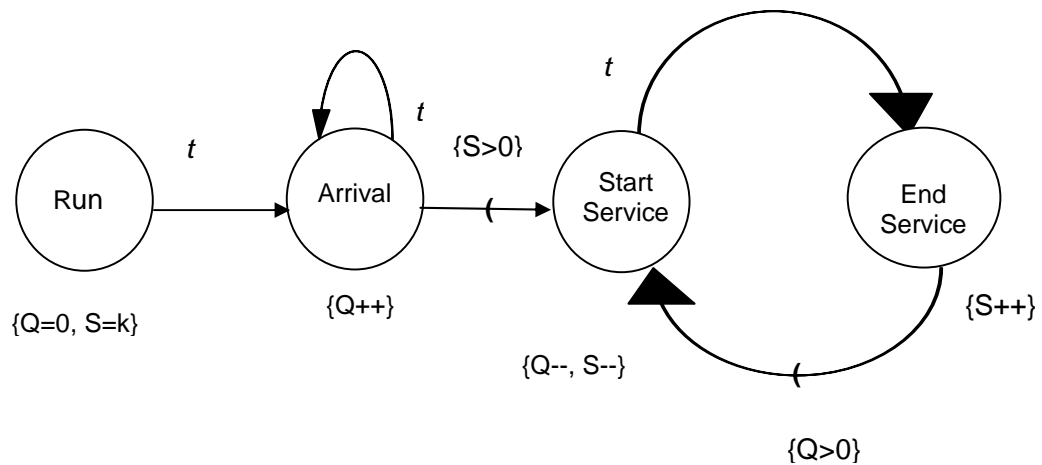 t
t
t
{S>0}
Run
Arrival
Start
Service
End
Service
{Q=0, S=k}
{Q++}
{Q--, S--}
{S++}
{Q>0}